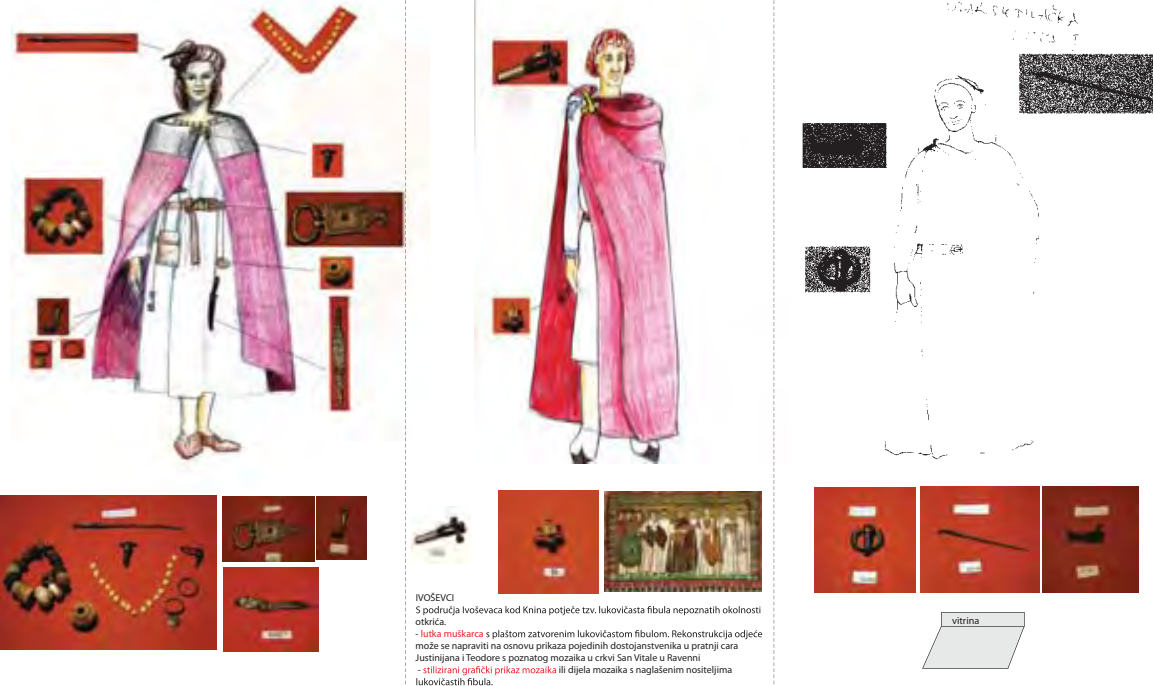 IVOŠEVCI
S područja Ivoševaca kod Knina potječe tzv. lukovičasta fibula nepoznatih okolnosti
otkrića.
- lutka muškarca s plaštom zatvorenim lukovičastom fibulom. Rekonstrukcija odjeće
može se napraviti na osnovu prikaza pojedinih dostojanstvenika u pratnji cara
Justinijana i Teodore s poznatog mozaika u crkvi San Vitale u Ravenni
- stilizirani grafički prikaz mozaika ili dijela mozaika s naglašenim nositeljima
lukovičastih fibula.
vitrina